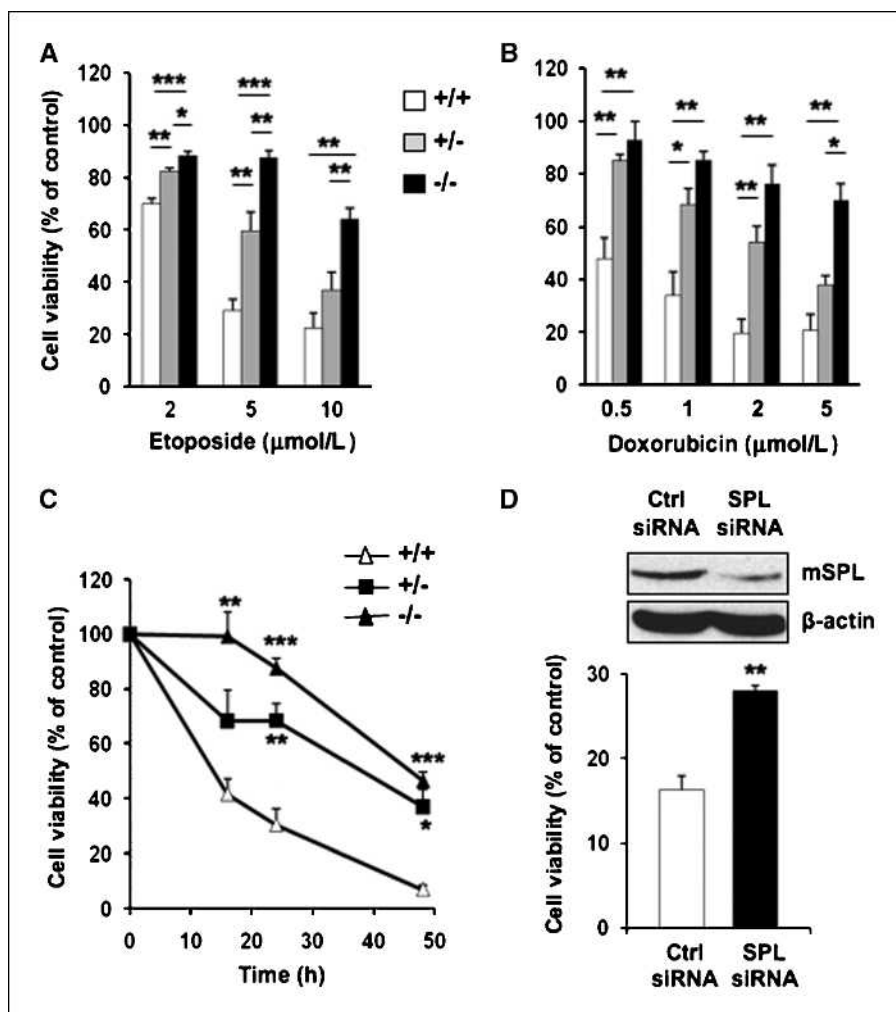 A
120
100
80
60
40
20
0
Cell viability (% of control)
*** *** **
* ** **
** **
2 5 10
Etoposide (μmol/L)
+/+
+/-
-/-
B
120
100
80
60
40
20
0
** ** ** **
** * ** *
0.5 1 2 5
Doxorubicin (μmol/L)
C
+/+
+/-
-/-
120
100
80
60
40
20
0
Cell viability (% of control)
**
***
**
***
*
0 10 20 30 40 50
Time (h)
D
Ctrl SPL
siRNA siRNA
mSPL
β-actin
30
20
10
0
Cell viability (% of control)
**
Ctrl SPL
siRNA siRNA